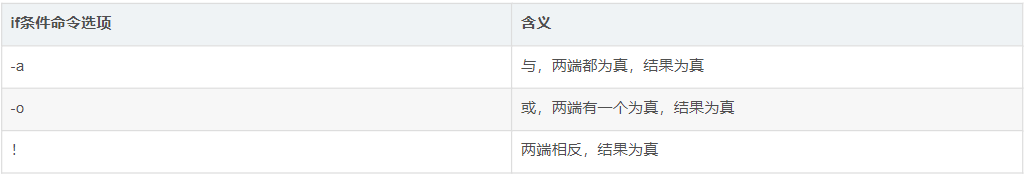 if条件命令选项 含义
-a 与，两端都为真，结果为真
-o 或，两端有一个为真，结果为真
! 两端相反，结果为真